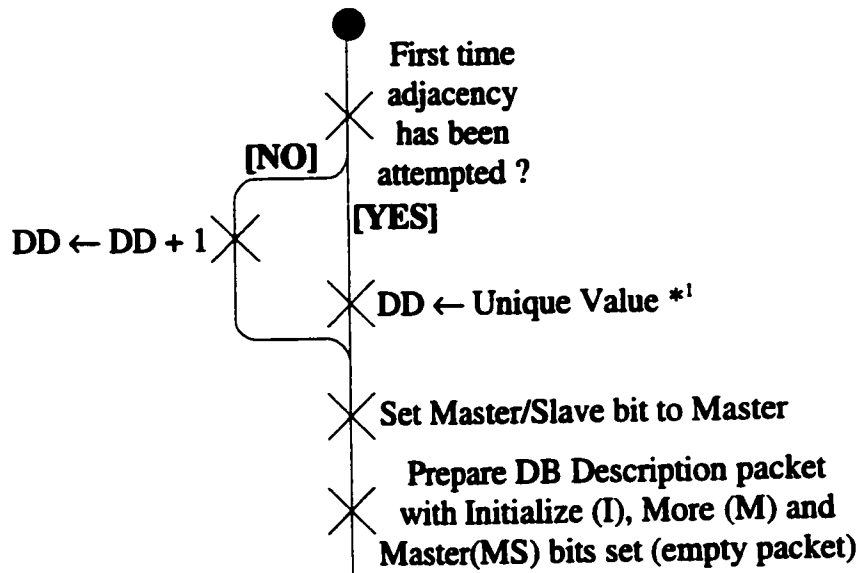 First time
adjacency
has been
attempted ?
[NO]
[YES]
DD ← DD + 1
DD ← Unique Value *¹
Set Master/Slave bit to Master
Prepare DB Description packet
with Initialize (I), More (M) and
Master(MS) bits set (empty packet)